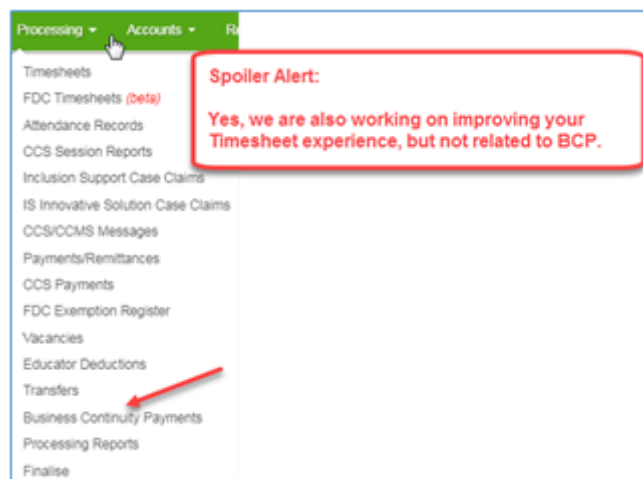 Processing Accounts
Spoiler Alert:
Yes, we are also working on improving your
Timesheet experience, but not related to BCP.
Timesheets
FDC Timesheets (beta)
Attendance Records
CCS Session Reports
Inclusion Support Case Claims
IS Innovative Solution Case Claims
CCS/CCMS Messages
Payments/Remittances
CCS Payments
FDC Exemption Register
Vacancies
Educator Deductions
Transfers
Business Continuity Payments
Processing Reports
Finalise